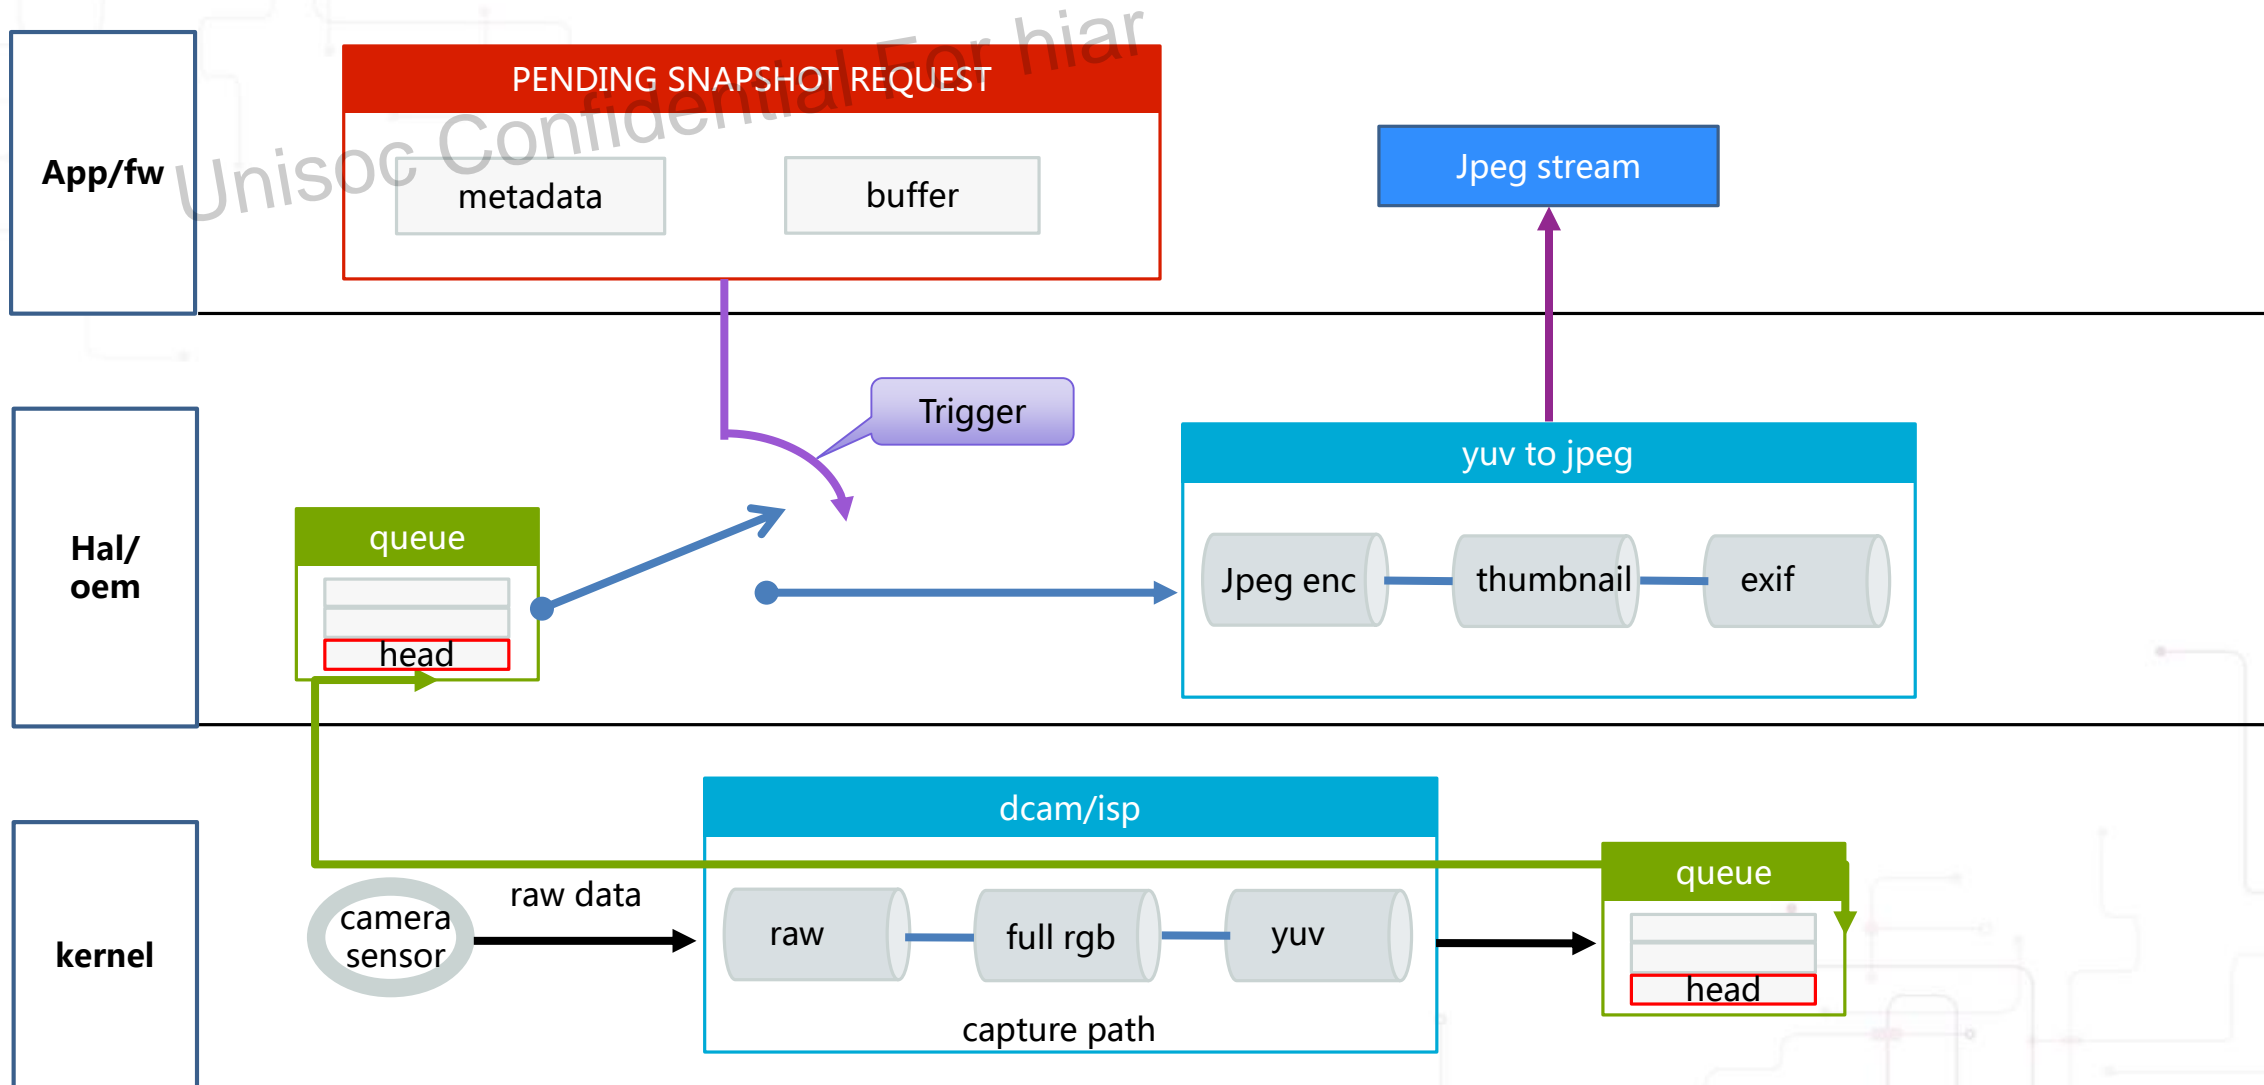 PENDING SNAPSHOT REQUEST
Unisoc Confidential For hiar
App/fw
metadata
buffer
Jpeg stream
Trigger
yuv to jpeg
Hal/
oem
queue
head
Jpeg enc
thumbnail
exif
dcam/isp
kernel
camera
sensor
raw data
raw
full rgb
yuv
capture path
queue
head